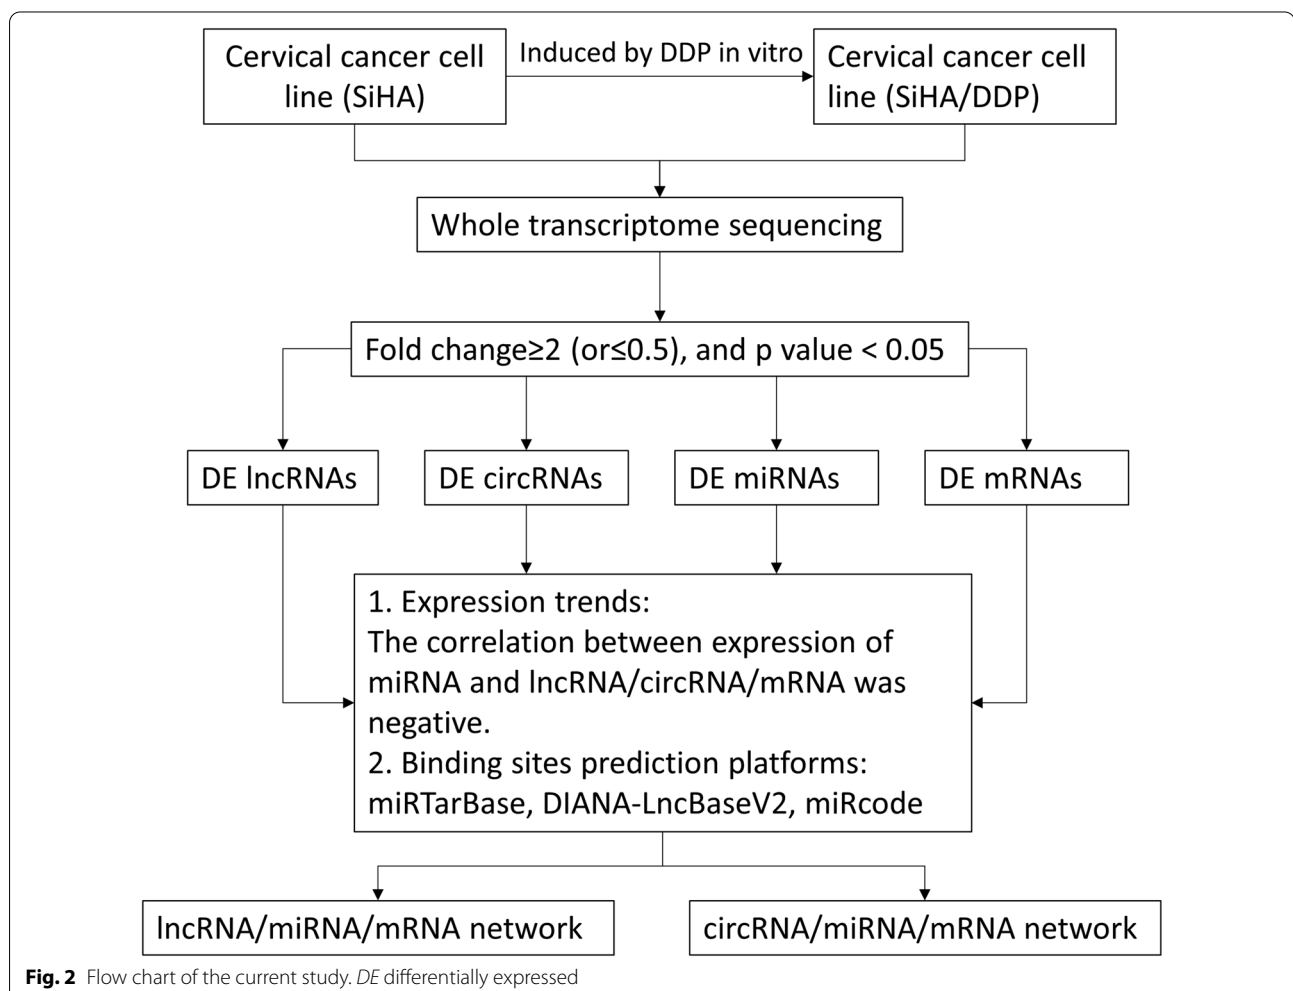 Cervical cancer cell
line (SiHA)
Induced by DDP in vitro
Cervical cancer cell
line (SiHA/DDP)
Whole transcriptome sequencing
Fold change≥2 (or≤0.5), and p value < 0.05
DE lncRNAs
DE circRNAs
DE miRNAs
DE mRNAs
1. Expression trends:
The correlation between expression of
miRNA and lncRNA/circRNA/mRNA was
negative.
2. Binding sites prediction platforms:
miRTarBase, DIANA-LncBaseV2, miRcode
lncRNA/miRNA/mRNA network
circRNA/miRNA/mRNA network
Fig. 2 Flow chart of the current study. DE differentially expressed